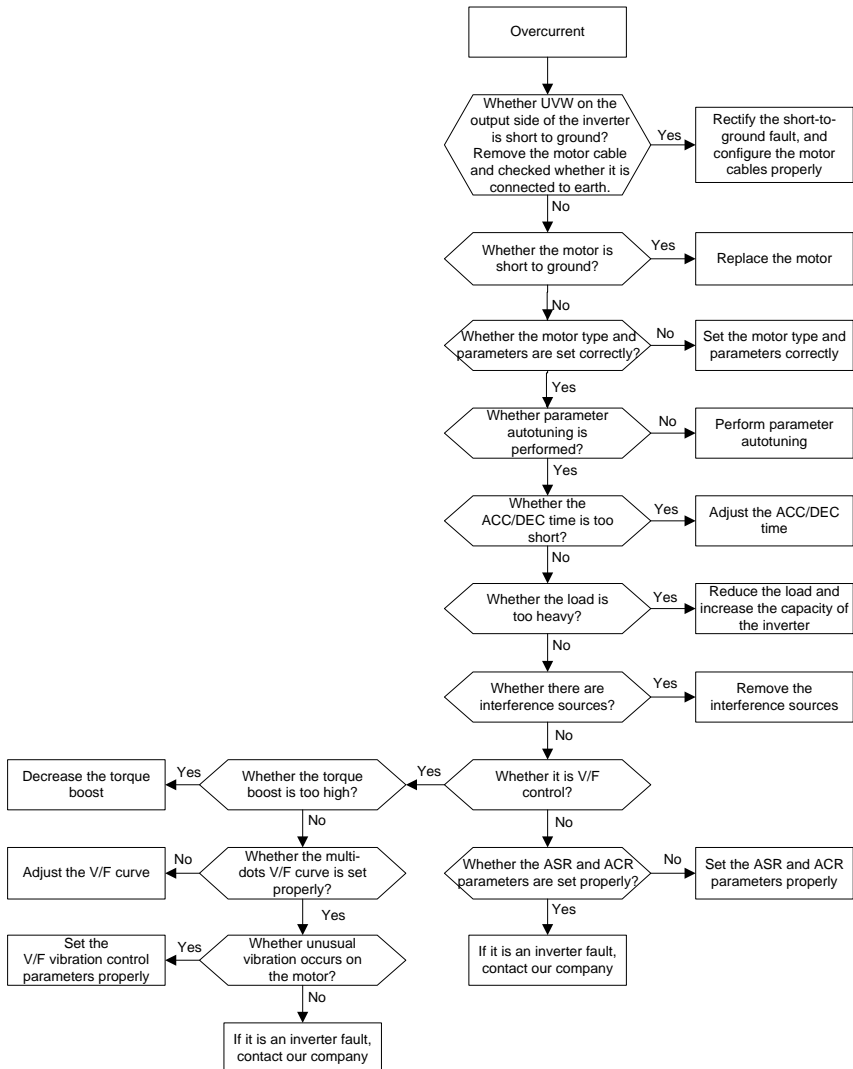 Overcurrent
Whether UVW on the
output side of the inverter
is short to ground?
Remove the motor cable
and checked whether it is
connected to earth.
Yes
Rectify the short-to-
ground fault, and
configure the motor
cables properly
No
Whether the motor is
short to ground?
Yes
Replace the motor
No
Whether the motor type and
parameters are set correctly?
No
Set the motor type and
parameters correctly
Yes
Whether parameter
autotuning is
performed?
No
Perform parameter
autotuning
Yes
Whether the
ACC/DEC time is too
short?
Yes
Adjust the ACC/DEC
time
No
Whether the load is
too heavy?
Yes
Reduce the load and
increase the capacity of
the inverter
No
Whether there are
interference sources?
Yes
Remove the
interference sources
No
Whether it is V/F
control?
Yes
Whether the torque
boost is too high?
Yes
Decrease the torque
boost
No
No
Whether the multi-
dots V/F curve is set
properly?
No
Adjust the V/F curve
Whether the ASR and ACR
parameters are set properly?
No
Set the ASR and ACR
parameters properly
Yes
Yes
Whether unusual
vibration occurs on
the motor?
Yes
Set the
V/F vibration control
parameters properly
If it is an inverter fault,
contact our company
No
If it is an inverter fault,
contact our company